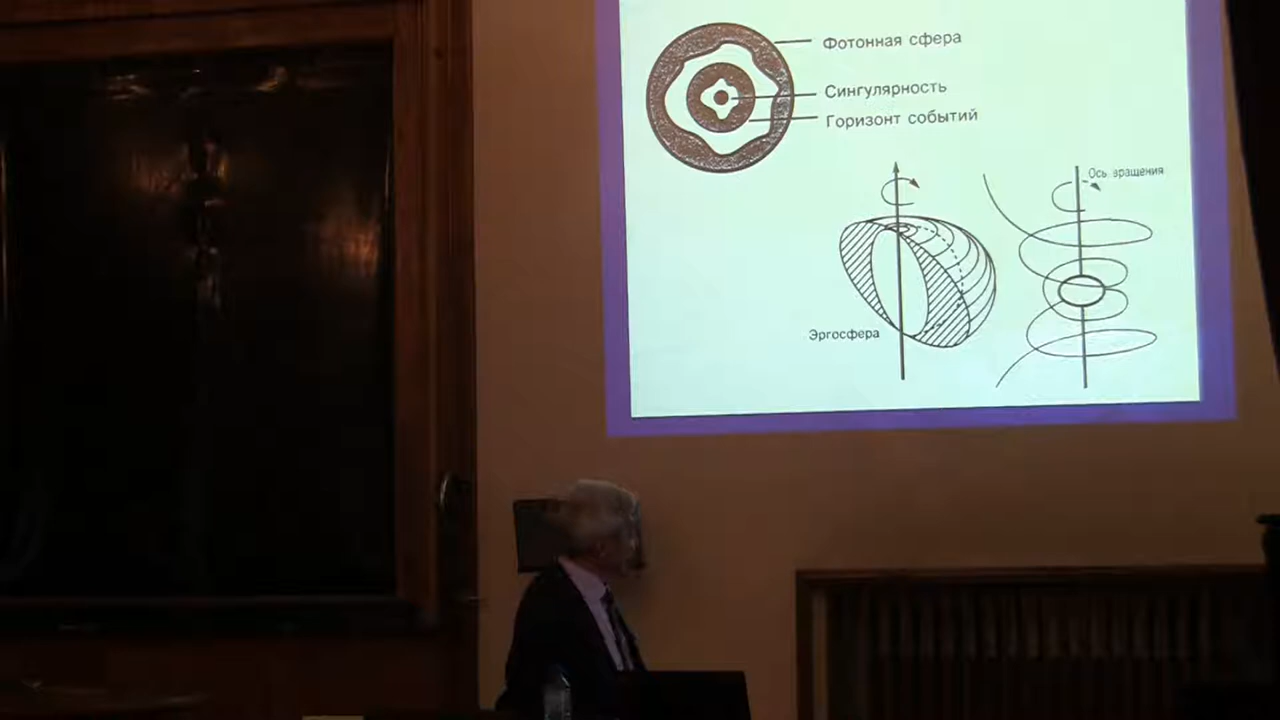 Фотонная сфера
Сингулярность
Горизонт событий
Ось вращения
Эргосфера